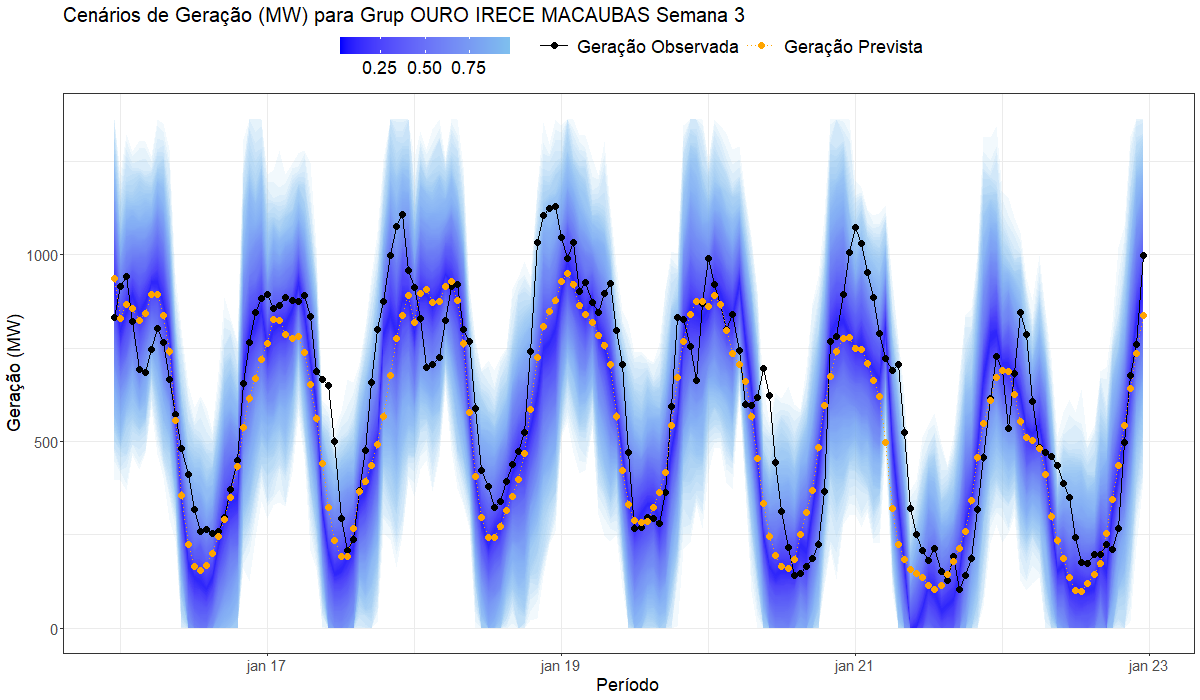 Cenários de Geração (MW) para Grup OURO IRECE MACAUBAS Semana 3
0.25 0.50 0.75 Geração Observada Geração Prevista
Geração (MW)
1000
500
0
jan 17 jan 19 jan 21 jan 23
Período